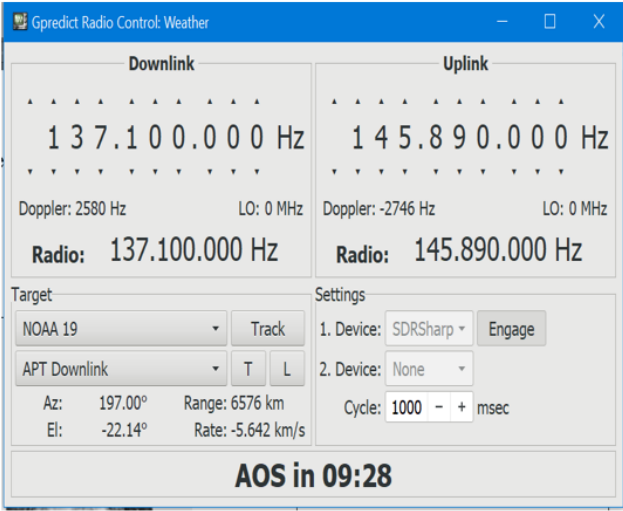 Gpredict Radio Control: Weather
Downlink
137.100.000 Hz
Doppler: 2580 Hz LO: 0 MHz
Radio: 137.100.000 Hz
Uplink
145.890.000 Hz
Doppler: -2746 Hz LO: 0 MHz
Radio: 145.890.000 Hz
Target
NOAA 19 Track
APT Downlink T L
Az: 197.00° Range: 6576 km
El: -22.14° Rate: -5.642 km/s
Settings
1. Device: SDRSharp Engage
2. Device: None
Cycle: 1000 - + msec
AOS in 09:28